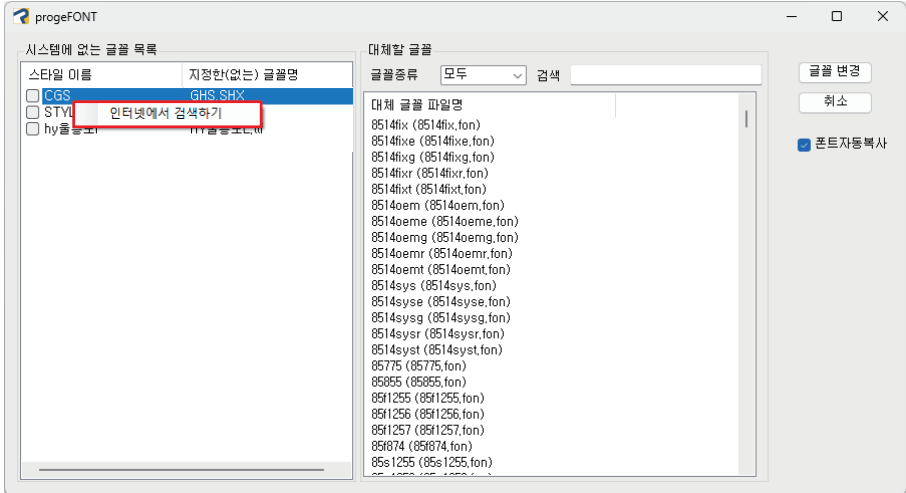 progeFONT
시스템에 없는 글꼴 목록
스타일 이름 지정한(없는) 글꼴명
CGS GHS.SHX
STYL
인터넷에서 검색하기
대체할 글꼴
글꼴종류 모두 검색
대체 글꼴 파일명
8514fix (8514fix.fon)
8514fixe (8514fixe.fon)
8514fixg (8514fixg.fon)
8514fixr (8514fixr.fon)
8514fixt (8514fixt.fon)
8514oem (8514oem.fon)
8514oeme (8514oeme.fon)
8514oemg (8514oemg.fon)
8514oemr (8514oemr.fon)
8514oemt (8514oemt.fon)
8514sys (8514sys.fon)
8514syse (8514syse.fon)
8514sysg (8514sysg.fon)
8514sysr (8514sysr.fon)
8514syst (8514syst.fon)
85775 (85775.fon)
85855 (85855.fon)
85f1255 (85f1255.fon)
85f1256 (85f1256.fon)
85f1257 (85f1257.fon)
85f874 (85f874.fon)
85s1255 (85s1255.fon)
글꼴 변경
취소
폰트자동복사